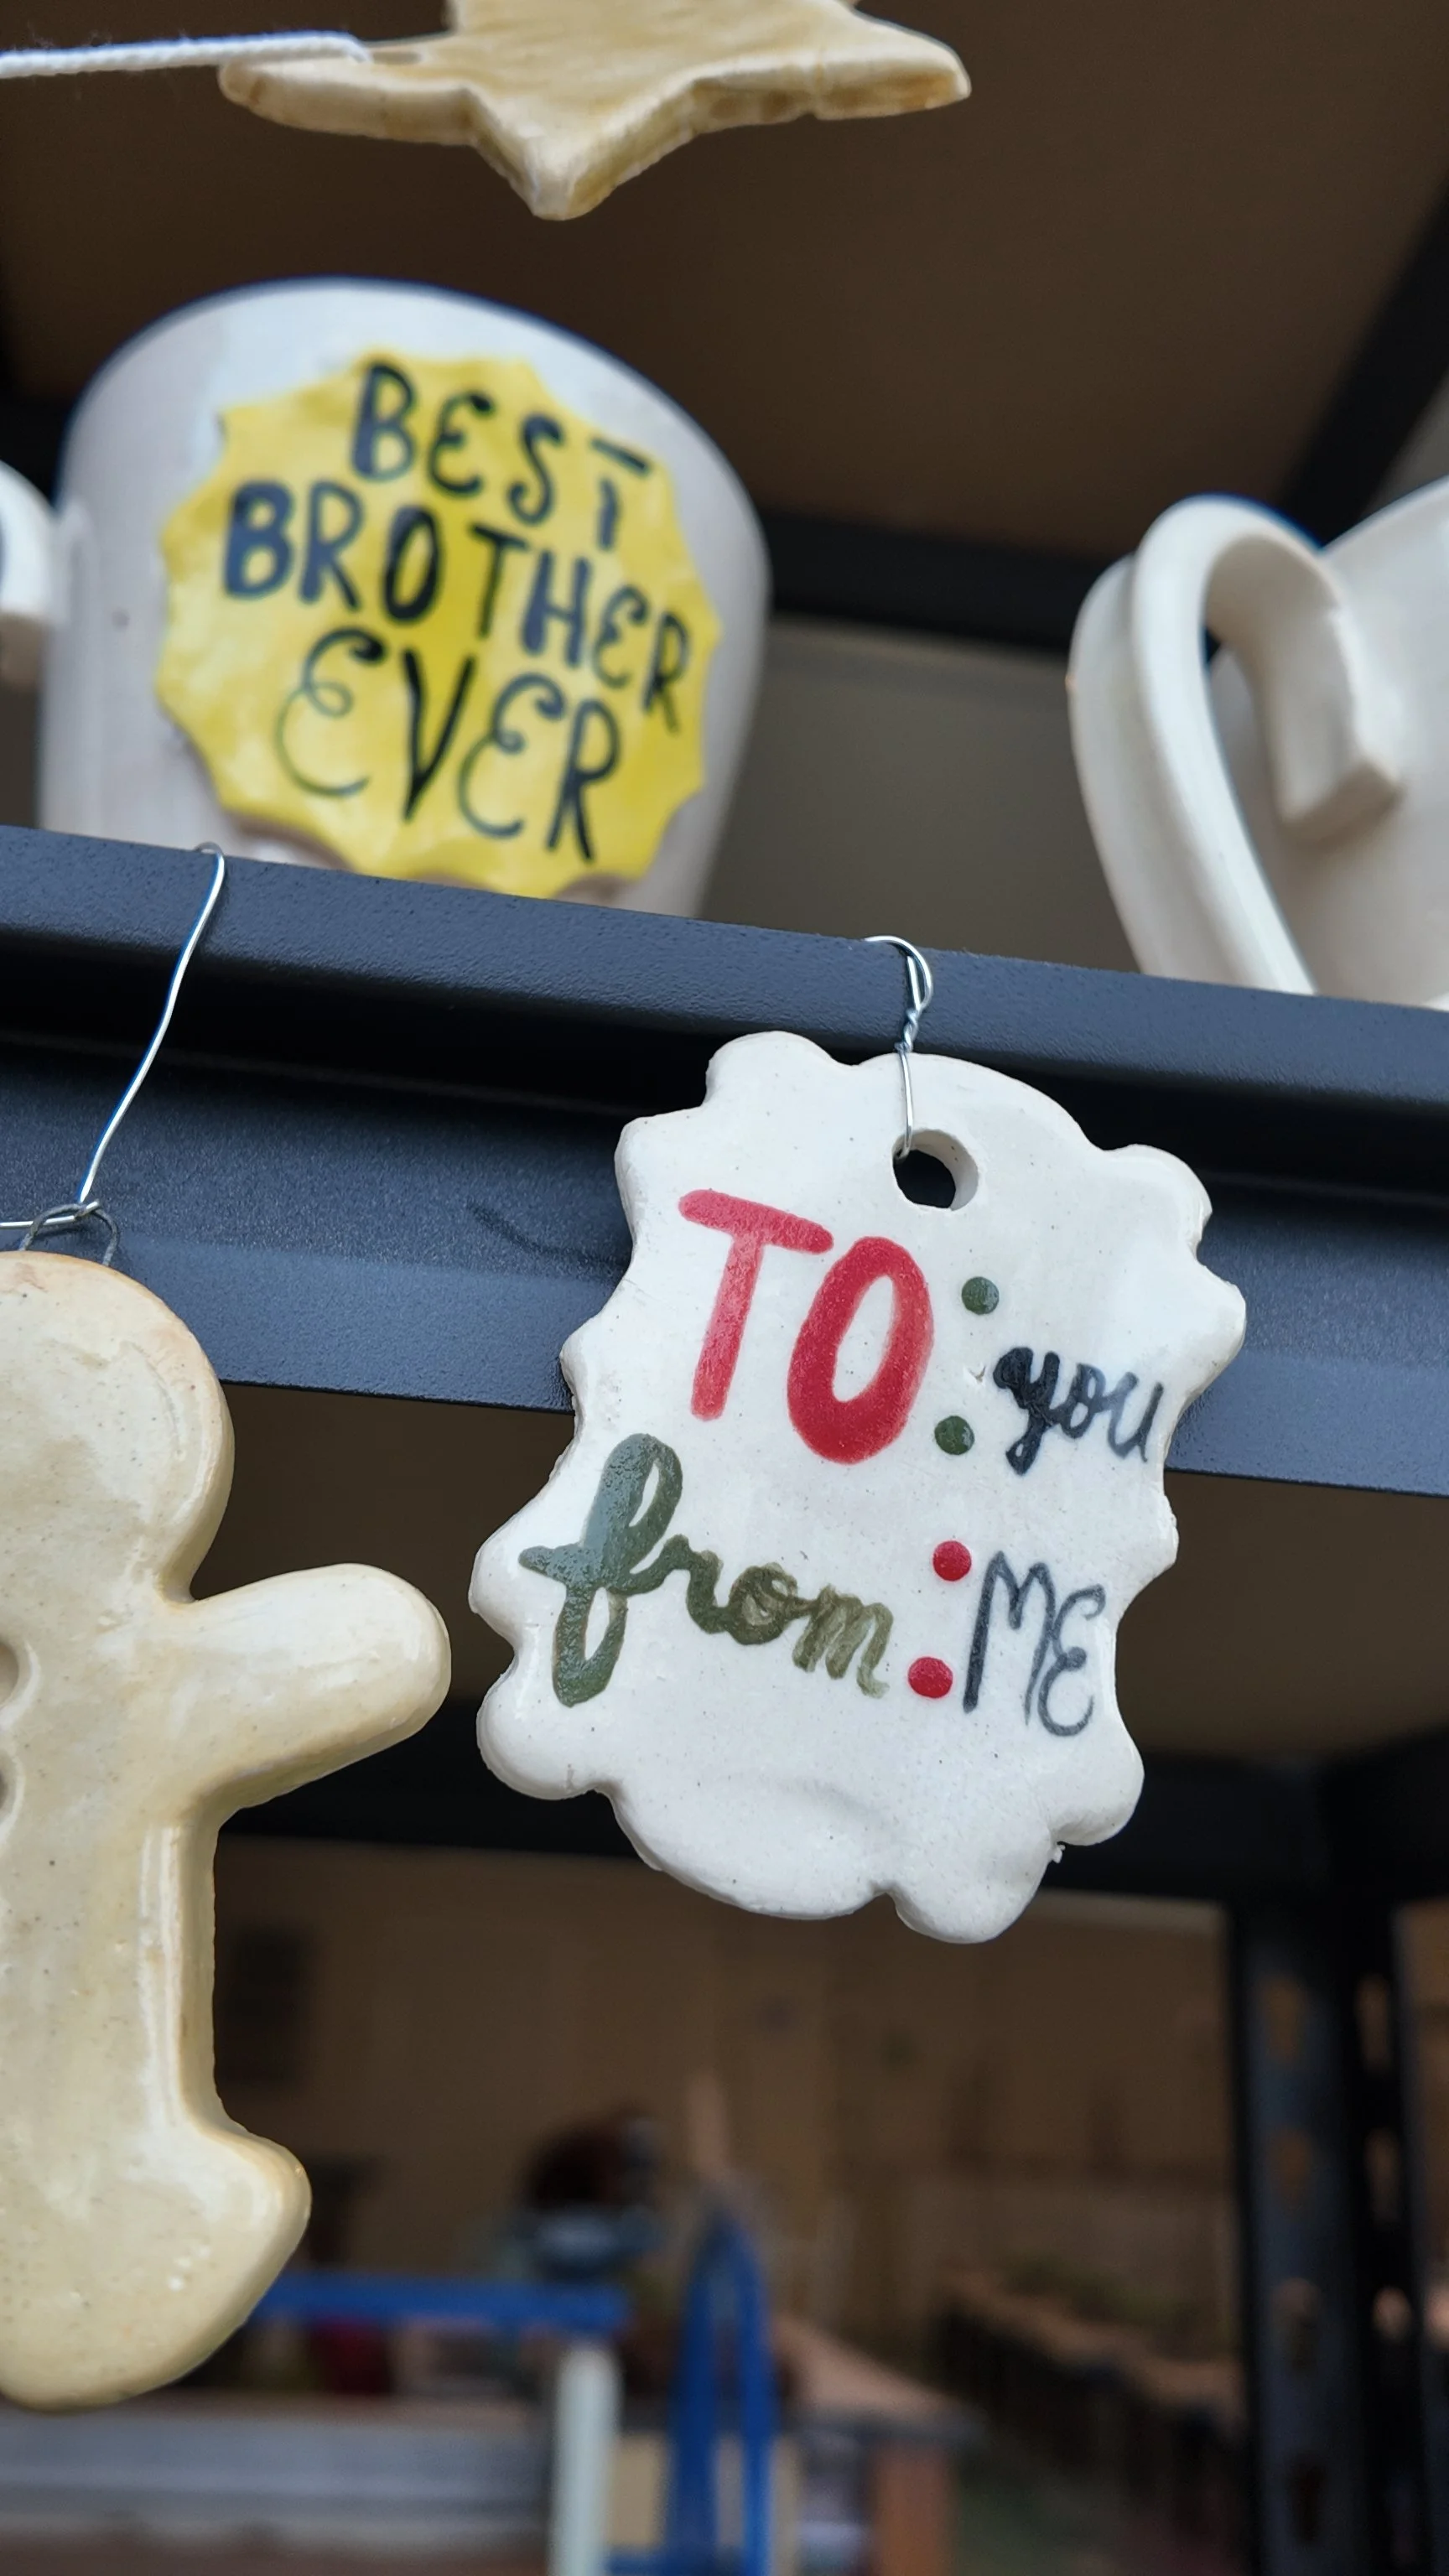 BEST
BROTHER
EVER
TO: you
from: ME